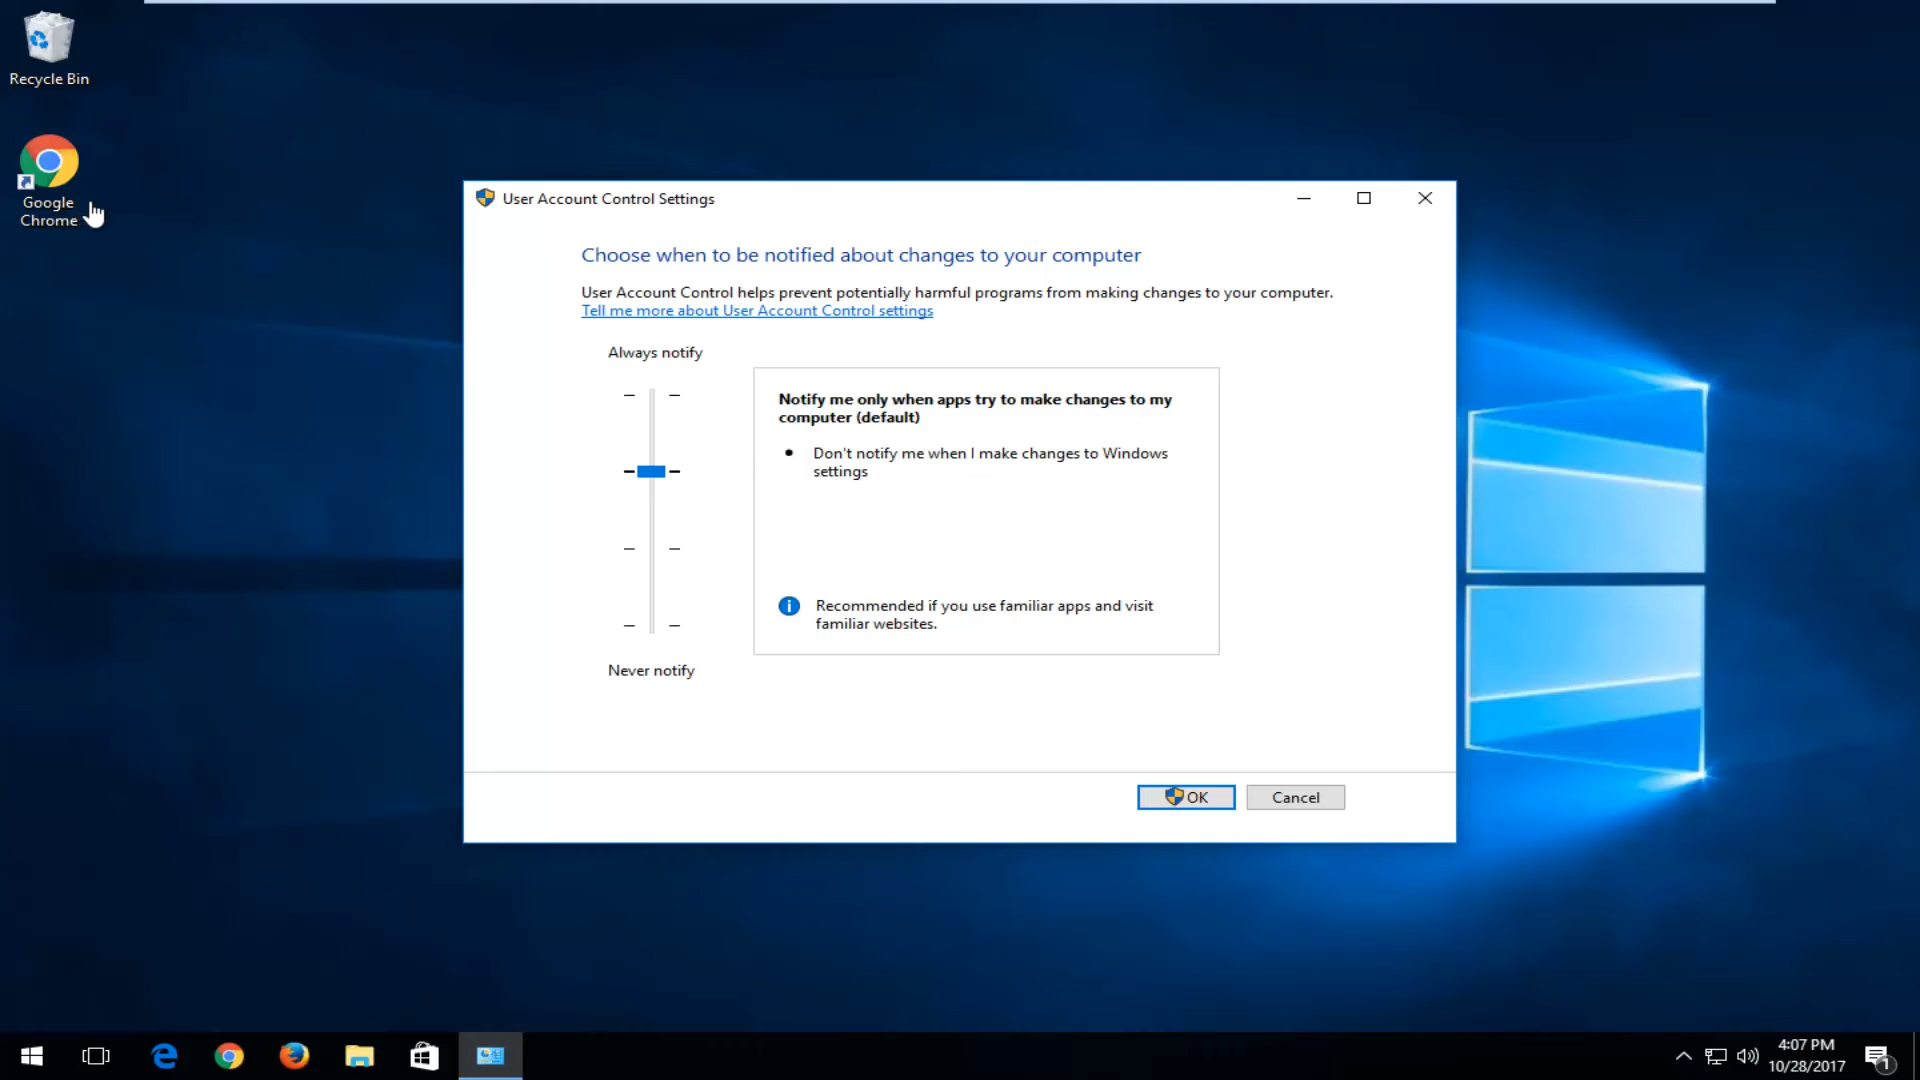 Recycle Bin
Google
Chrome
User Account Control Settings
Choose when to be notified about changes to your computer
User Account Control helps prevent potentially harmful programs from making changes to your computer.
Tell me more about User Account Control settings
Always notify
Notify me only when apps try to make changes to my
computer (default)
Don't notify me when I make changes to Windows
settings
Recommended if you use familiar apps and visit
familiar websites.
Never notify
OK
Cancel
4:07 PM
10/28/2017
1